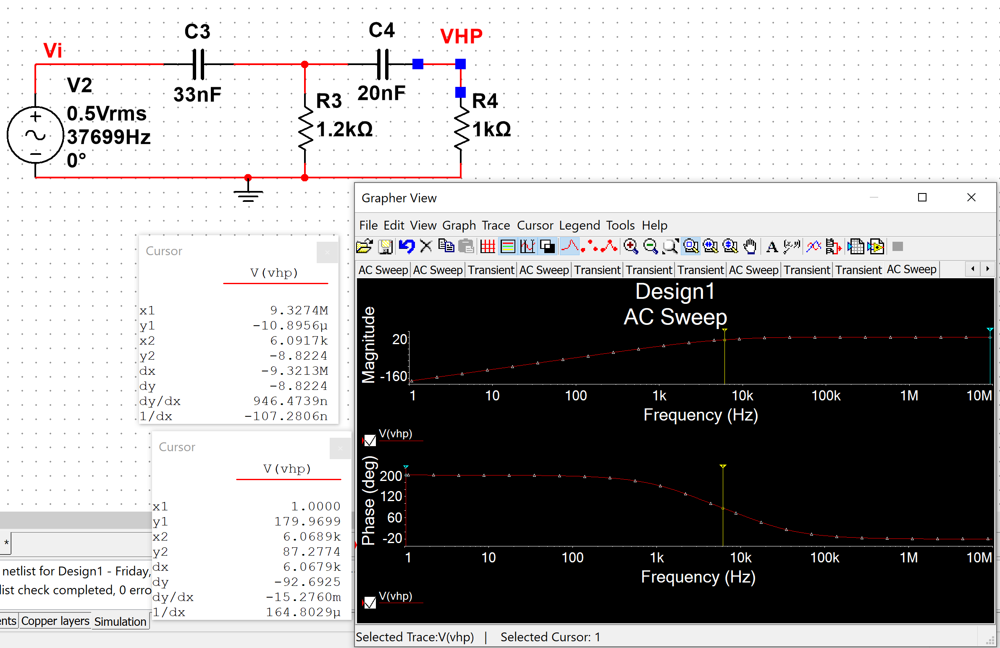 Vi
C3
C4
VHP
V2
0.5Vrms
37699Hz
0°
33nF
20nF
R3
1.2kΩ
R4
1kΩ
Grapher View
File Edit View Graph Trace Cursor Legend Tools Help
AC Sweep AC Sweep Transient AC Sweep Transient Transient Transient AC Sweep Transient Transient AC Sweep
Cursor
V(vhp)
x1 9.3274M
y1 -10.8956µ
x2 6.0917k
y2 -8.8224
dx -9.3213M
dy -8.8224
dy/dx 946.4739n
1/dx -107.2806n
Cursor
V(vhp)
x1 1.0000
y1 179.9699
x2 6.0689k
y2 87.2774
dx 6.0679k
dy -92.6925
dy/dx -15.2760m
1/dx 164.8029µ
Design1
AC Sweep
Magnitude
20
-160
1 10 100 1k 10k 100k 1M 10M
Frequency (Hz)
V(vhp)
Phase (deg)
200
120
60
-20
1 10 100 1k 10k 100k 1M 10M
Frequency (Hz)
V(vhp)
Selected Trace:V(vhp) | Selected Cursor: 1
*
netlist for Design1 - Friday,
list check completed, 0 erro
ents Copper layers Simulation